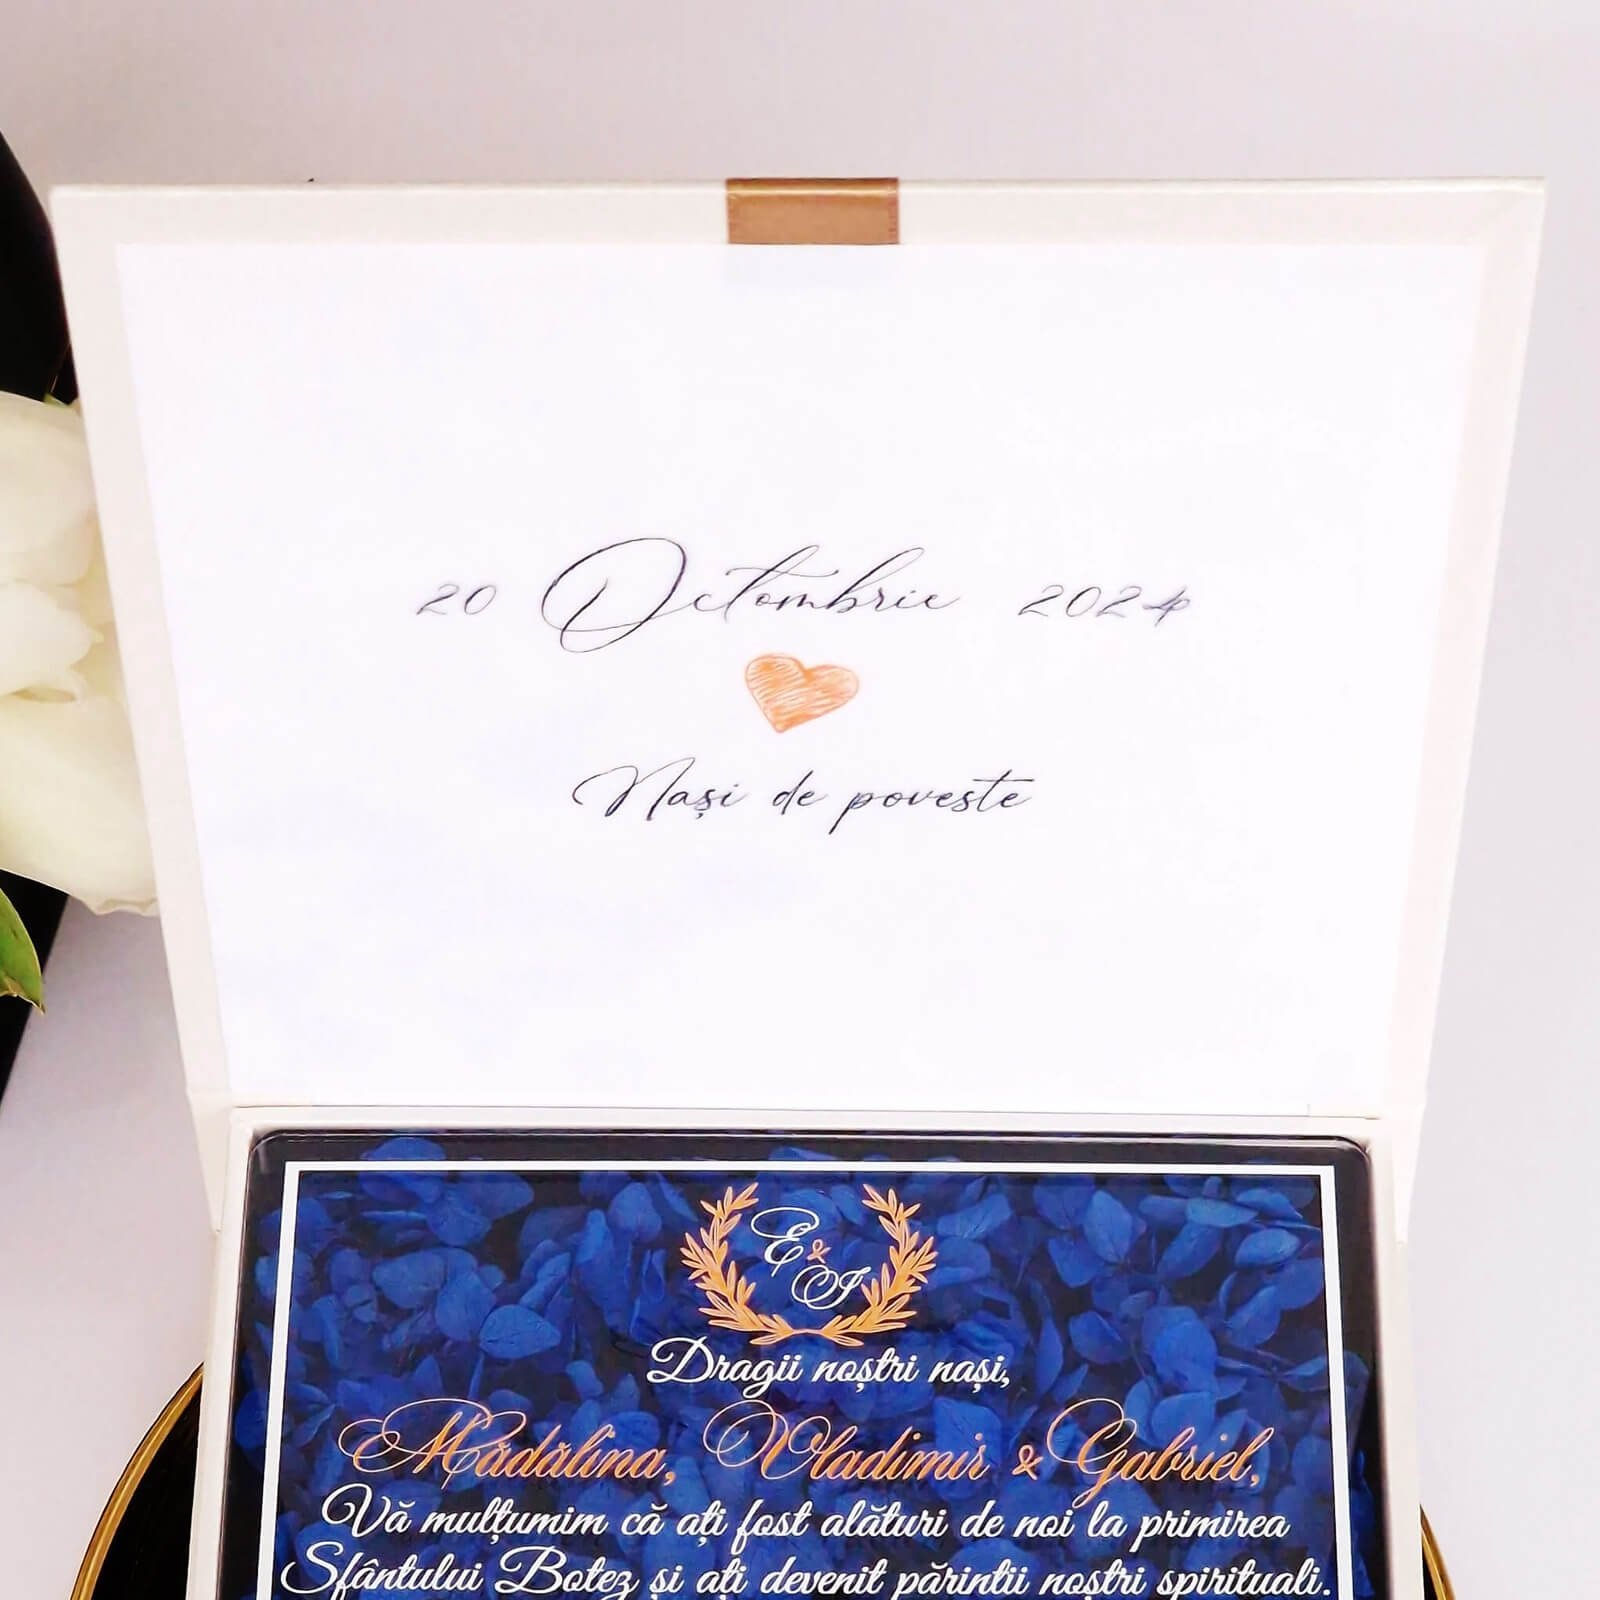 20 Octombrie 2024
Nași de poveste
E & I
Dragii noștri nași,
Mădălina, Vladimir & Gabriel,
Vă mulțumim că ați fost alături de noi la primirea
Sfântului Botez și ați devenit părinții noștri spirituali.